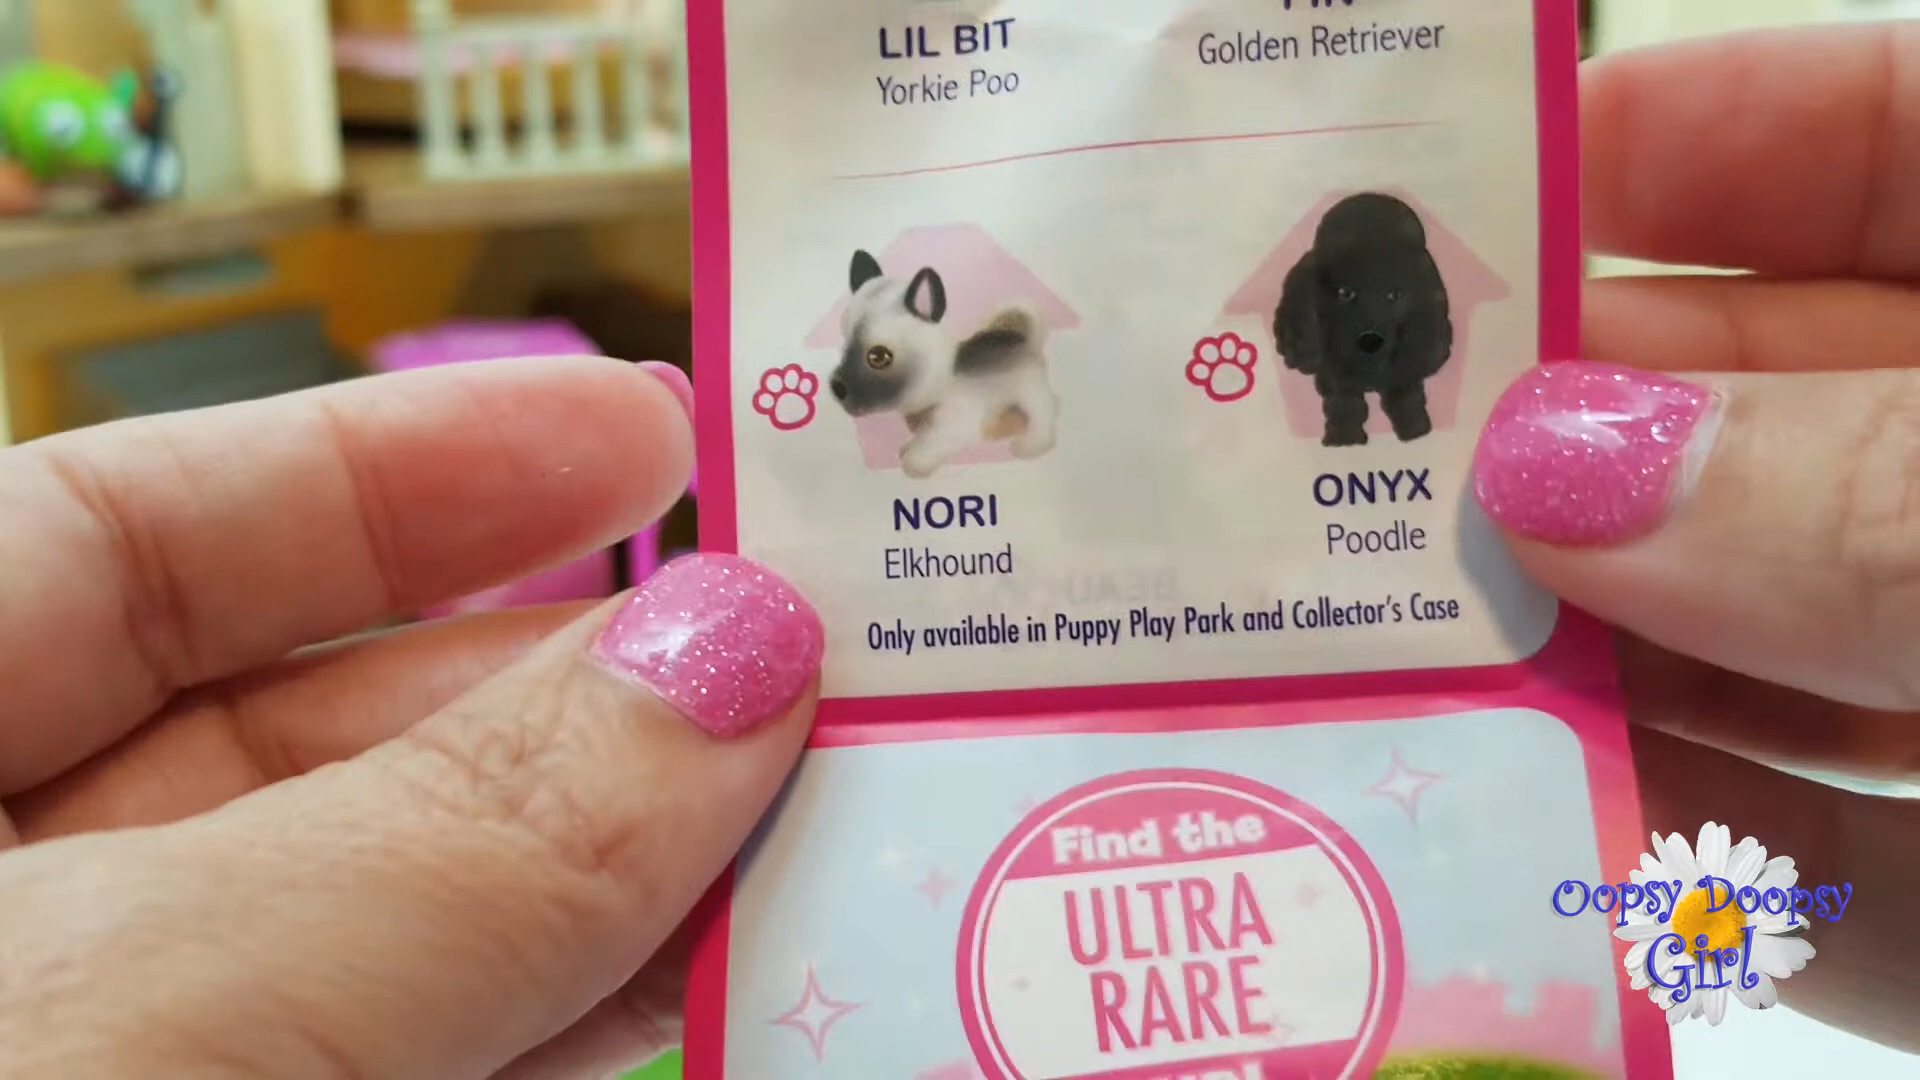 LIL BIT
Yorkie Poo
Golden Retriever
NORI
Elkhound
ONYX
Poodle
Only available in Puppy Play Park and Collector's Case
Find the
ULTRA
RARE
Oopsy Doopsy
Girl